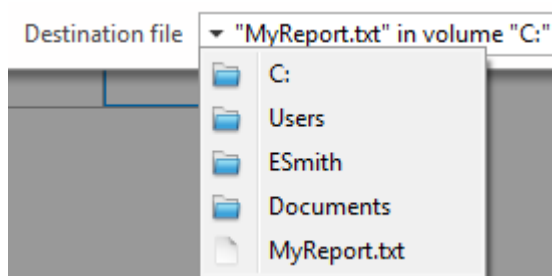 Destination file "MyReport.txt" in volume "C:"
C:
Users
ESmith
Documents
MyReport.txt